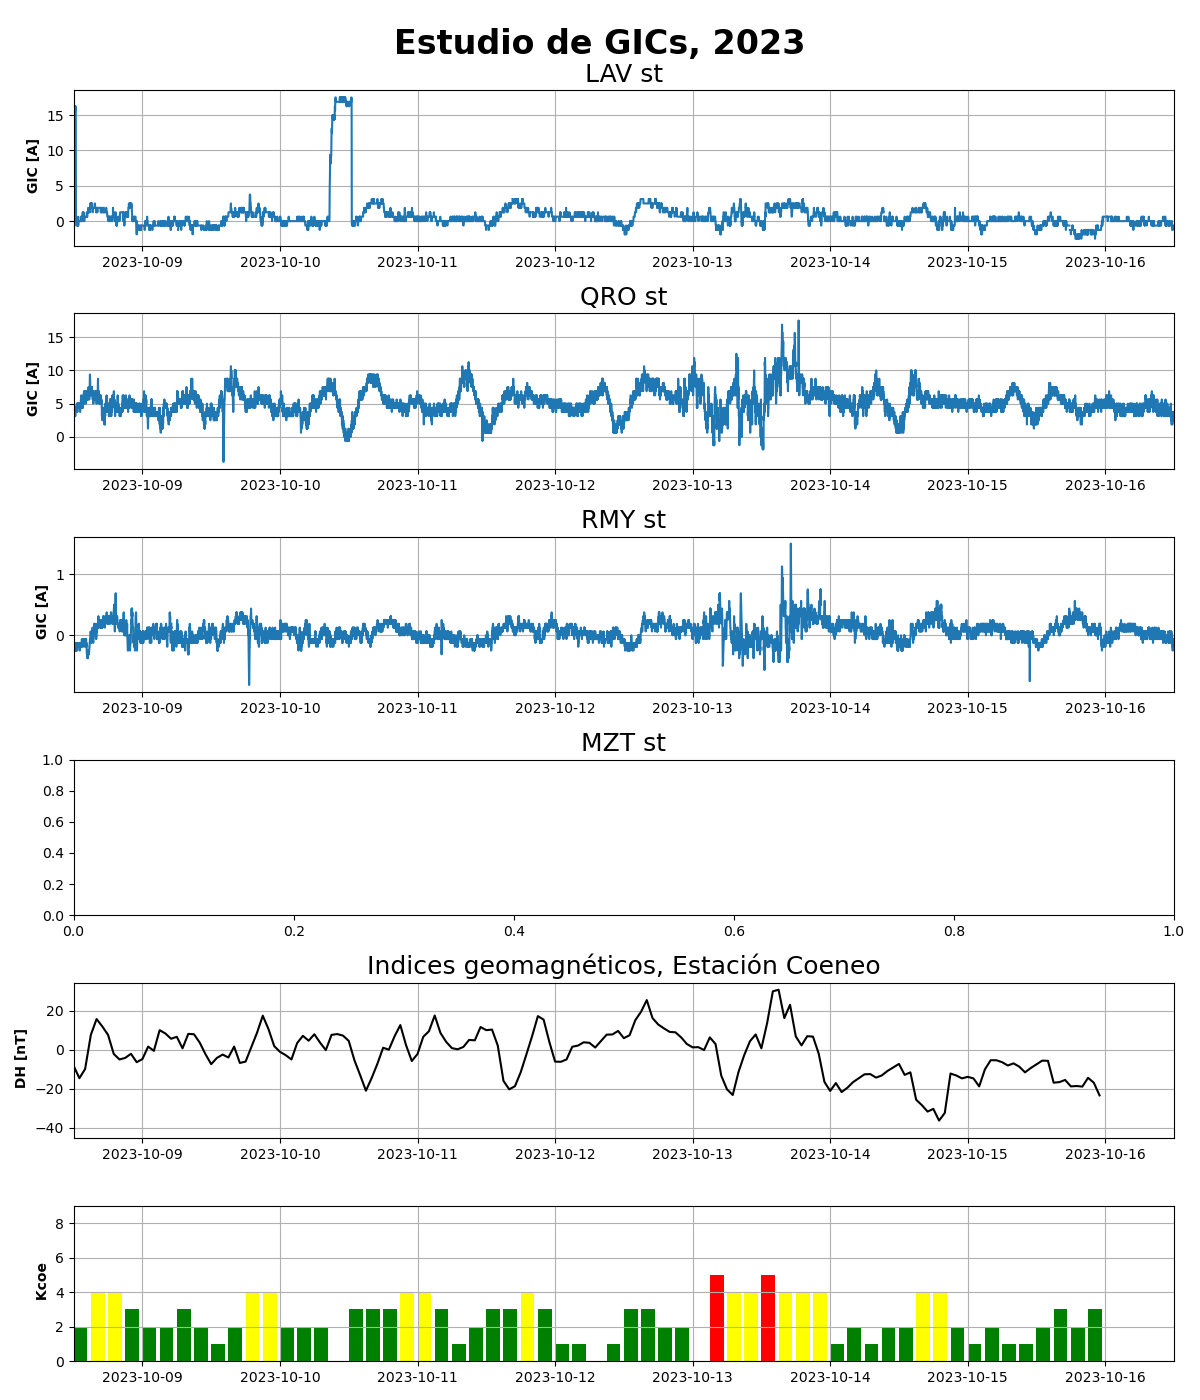 Estudio de GICs, 2023
LAV st
GIC [A]
15
10
5
0
2023-10-09 2023-10-10 2023-10-11 2023-10-12 2023-10-13 2023-10-14 2023-10-15 2023-10-16
QRO st
GIC [A]
15
10
5
0
2023-10-09 2023-10-10 2023-10-11 2023-10-12 2023-10-13 2023-10-14 2023-10-15 2023-10-16
RMY st
GIC [A]
1
0
2023-10-09 2023-10-10 2023-10-11 2023-10-12 2023-10-13 2023-10-14 2023-10-15 2023-10-16
MZT st
1.0
0.8
0.6
0.4
0.2
0.0
0.0 0.2 0.4 0.6 0.8 1.0
Indices geomagnéticos, Estación Coeneo
DH [nT]
20
0
−20
−40
2023-10-09 2023-10-10 2023-10-11 2023-10-12 2023-10-13 2023-10-14 2023-10-15 2023-10-16
Kcoe
8
6
4
2
0
2023-10-09 2023-10-10 2023-10-11 2023-10-12 2023-10-13 2023-10-14 2023-10-15 2023-10-16